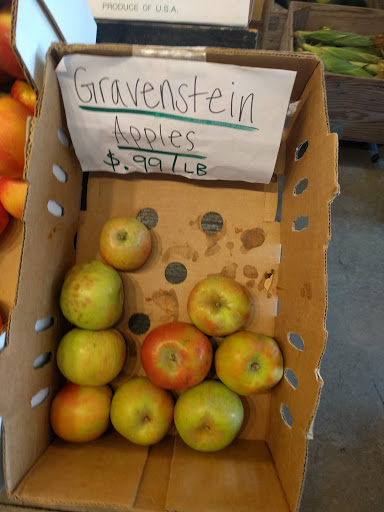 PRODUCE OF U.S.A.
Gravenstein
Apples
$.99/LB